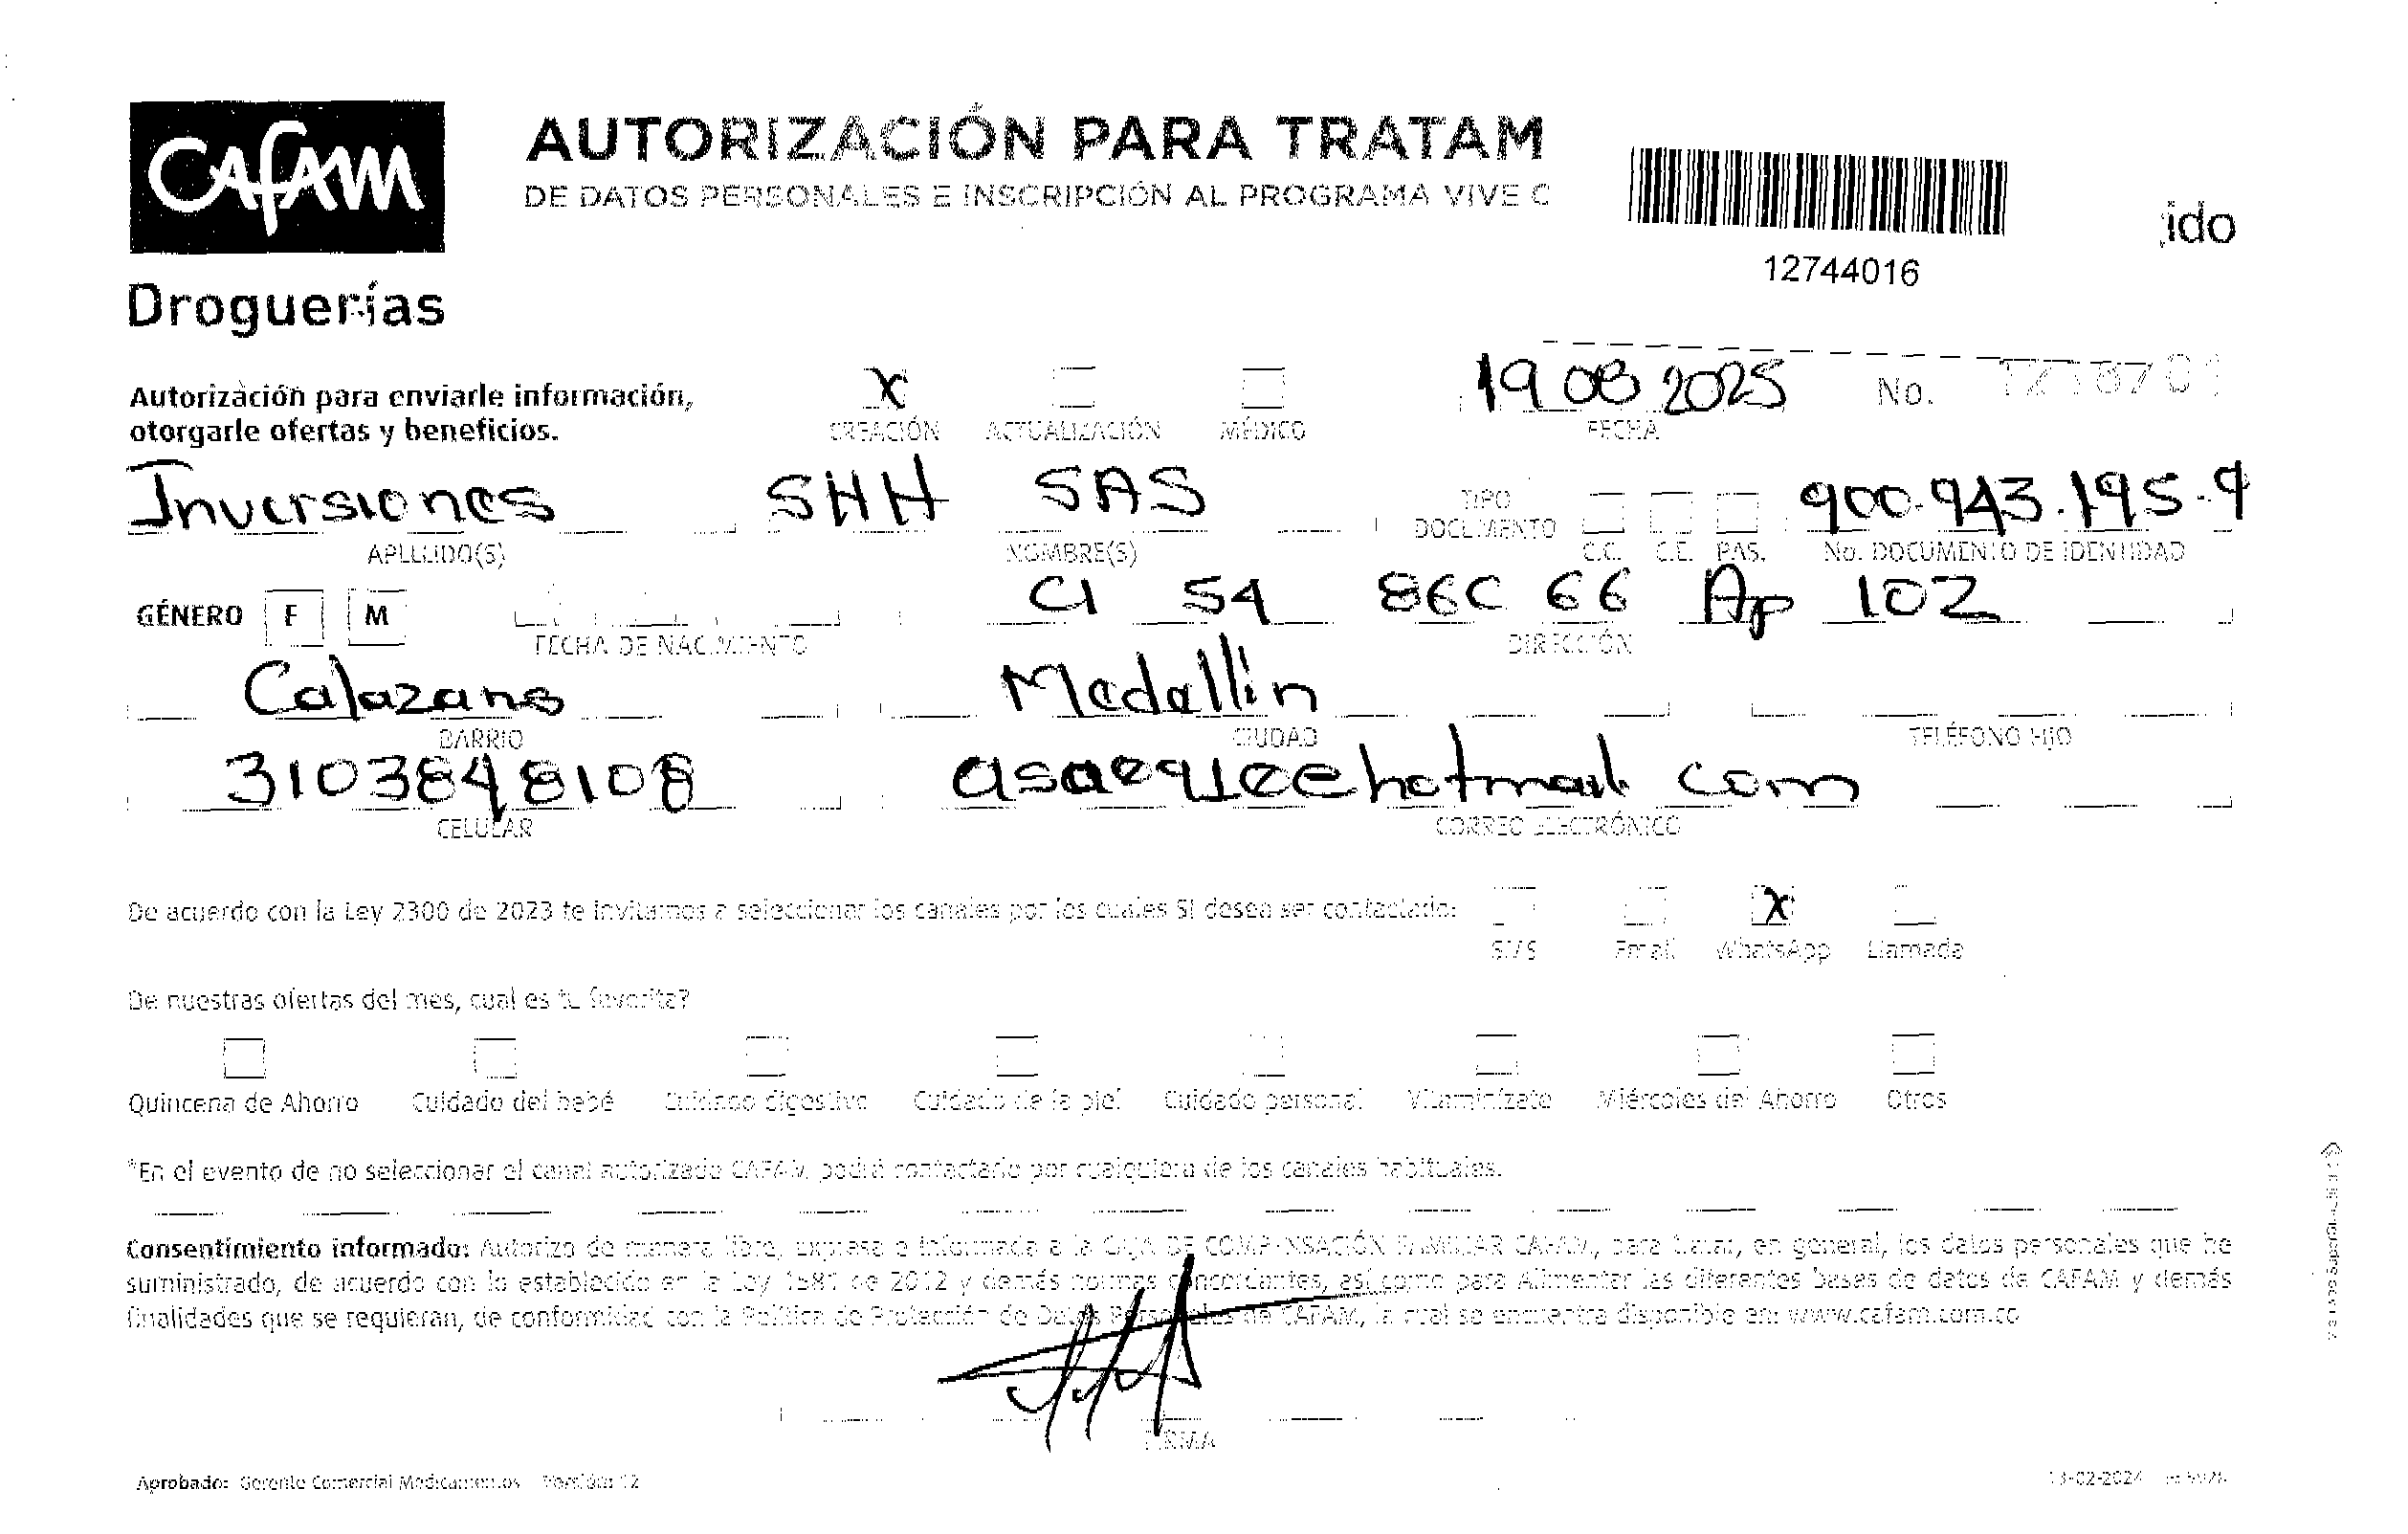 CAFAM
AUTORIZACIÓN PARA TRATAM
DE DATOS PERSONALES E INSCRIPCIÓN AL PROGRAMA VIVE C
ido
12744016
Droguerías
Autorización para enviarle información,
otorgarle ofertas y beneficios.
X
CREACIÓN ACTUALIZACIÓN MÉDICO
19 08 2025
FECHA
No.
Inversiones SHH SAS
APELLIDO(S) NOMBRE(S)
TIPO
DOCUMENTO
C.C. C.E. PAS.
900.943.195-9
No. DOCUMENTO DE IDENTIDAD
GÉNERO F M
FECHA DE NACIMIENTO
Cl 54 86C 66 Ap 102
DIRECCIÓN
Calazans Medellin
BARRIO CIUDAD TELÉFONO FIJO
3103848108 hotmail com
CELULAR CORREO ELECTRÓNICO
De acuerdo con la Ley 2300 de 2023 te invitamos a seleccionar los canales por los cuales SI desea ser contactado:
X
SMS Email WhatsApp Llamada
De nuestras ofertas del mes, cual es tu favorita?
Quincena de Ahorro Cuidado del bebé Cuidado digestivo Cuidado de la piel Cuidado personal Vitaminízate Miércoles del Ahorro Otros
*En el evento de no seleccionar el canal autorizado CAFAM, podrá contactarlo por cualquiera de los canales habituales.
Consentimiento informado: Autorizo de manera libre, expresa e informada a la CAJA DE COMPENSACIÓN FAMILIAR CAFAM, para tratar, en general, los datos personales que he
suministrado, de acuerdo con lo establecido en la Ley 1581 de 2012 y demás normas concordantes, así como para Alimentar las diferentes bases de datos de CAFAM y demás
finalidades que se requieran, de conformidad con la Política de Protección de Datos Personales de CAFAM, la cual se encuentra disponible en: www.cafam.com.co
FIRMA
Aprobado: Gerente Comercial Medicamentos Versión: 12
13-02-2024